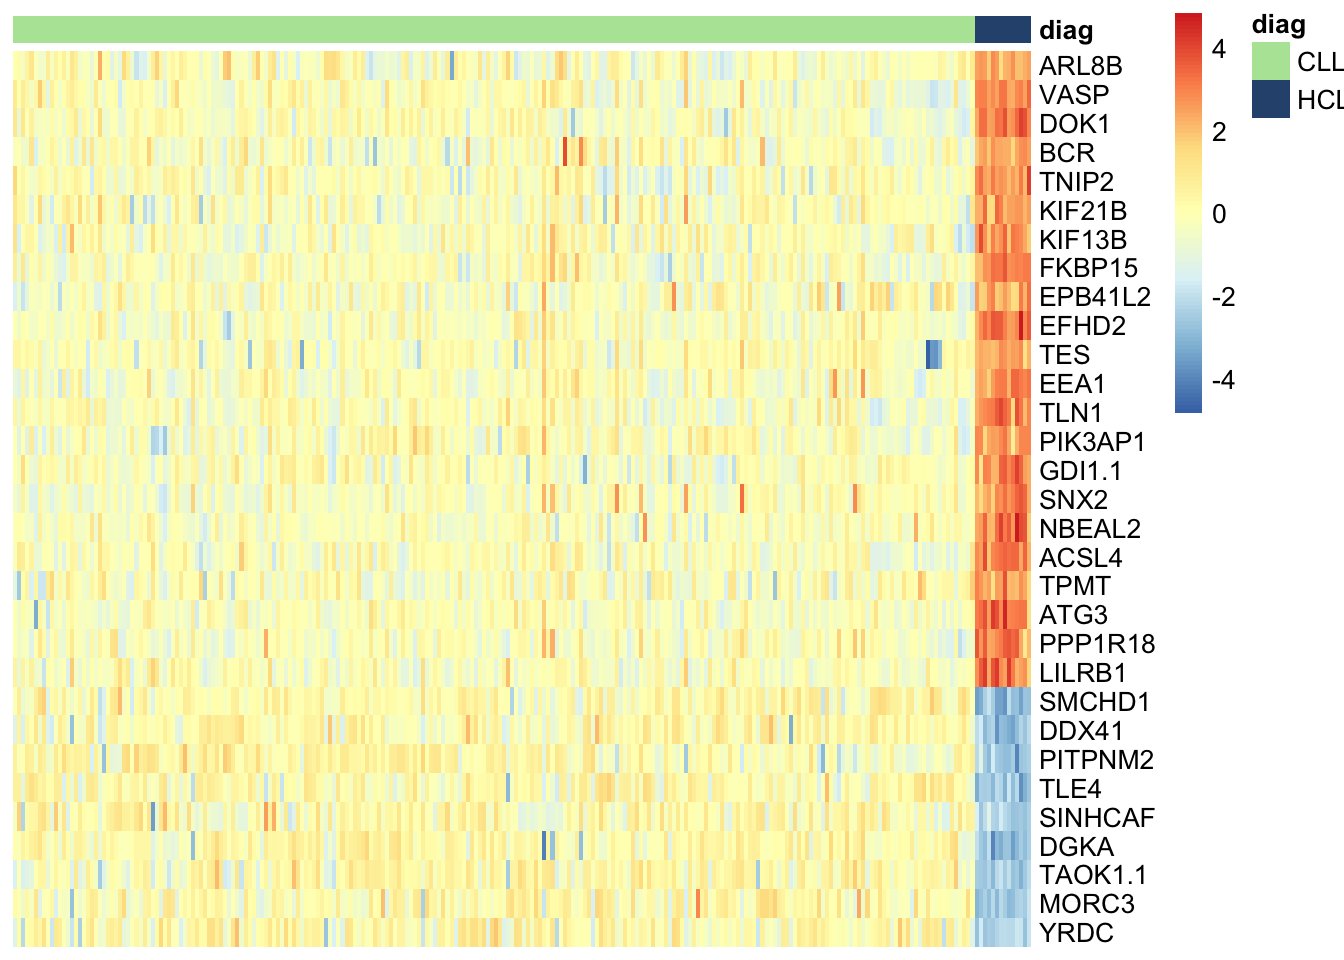 diag
ARL8B
VASP
DOK1
BCR
TNIP2
KIF21B
KIF13B
FKBP15
EPB41L2
EFHD2
TES
EEA1
TLN1
PIK3AP1
GDI1.1
SNX2
NBEAL2
ACSL4
TPMT
ATG3
PPP1R18
LILRB1
SMCHD1
DDX41
PITPNM2
TLE4
SINHCAF
DGKA
TAOK1.1
MORC3
YRDC
4
2
0
-2
-4
diag
CLL
HCL